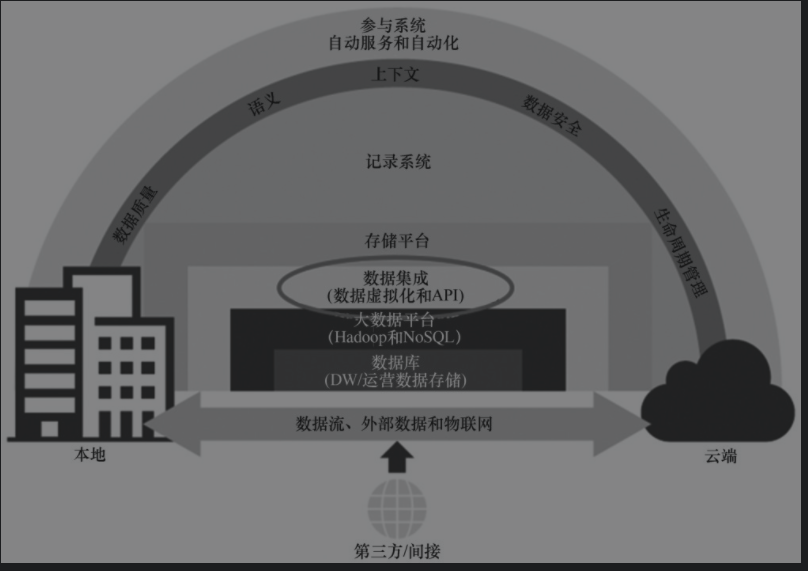 参与系统
自动服务和自动化
上下文
语义
数据安全
数据质量
生命周期管理
记录系统
存储平台
数据集成
(数据虚拟化和API)
大数据平台
(Hadoop和NoSQL)
数据库
(DW/运营数据存储)
数据流、外部数据和物联网
本地
云端
第三方/间接